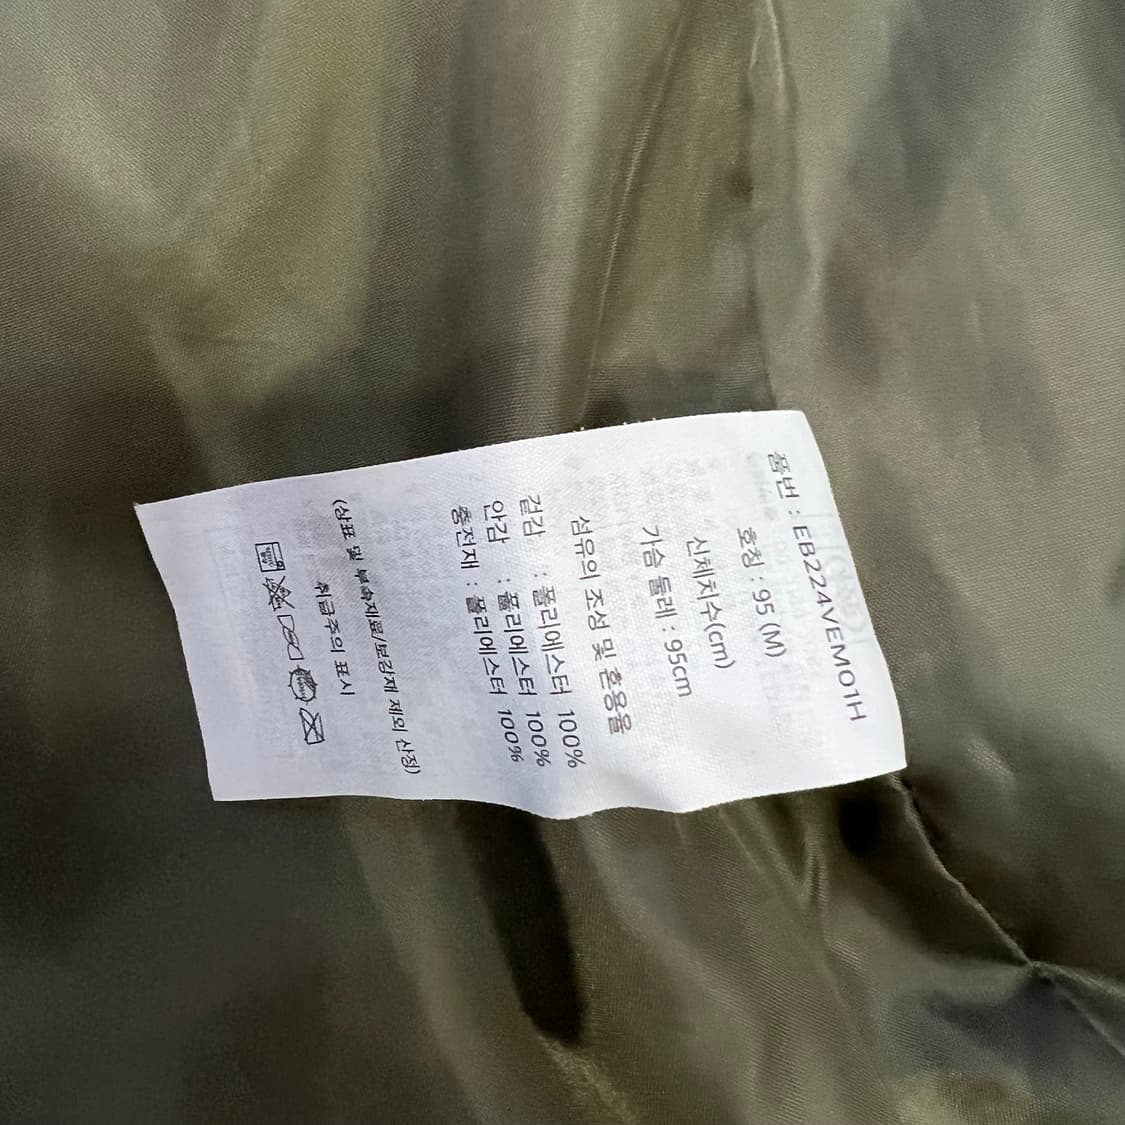 품번 : EB224VEM01H
호칭 : 95 (M)
신체치수(cm)
가슴 둘레 : 95cm
섬유의 조성 및 혼용율
겉감 : 폴리에스터 100%
안감 : 폴리에스터 100%
충전재 : 폴리에스터 100%
(상표 및 부속재료/보강재 제외 산정)
취급주의 표시